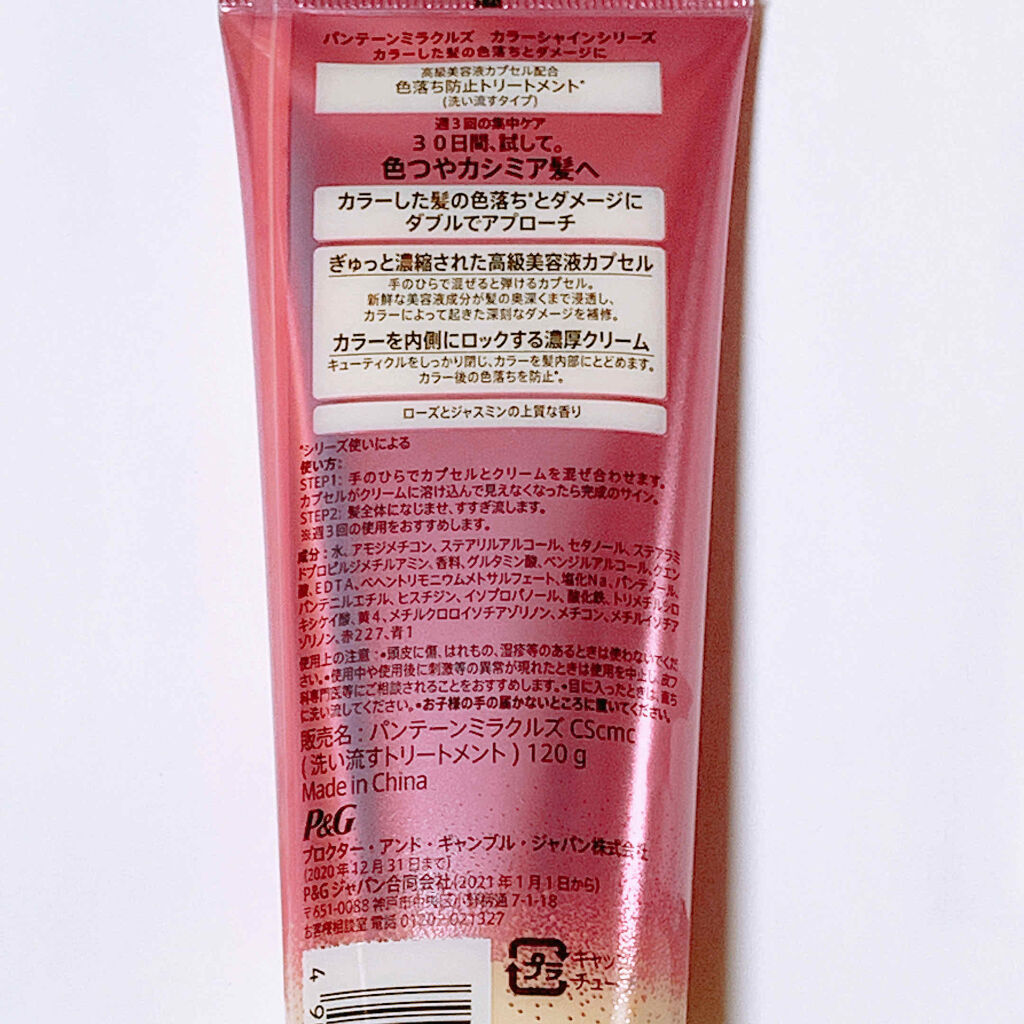 パンテーンミラクルズ カラーシャインシリーズ
カラーした髪の色落ちとダメージに
高級美容液カプセル配合
色落ち防止トリートメント*
(洗い流すタイプ)
週3回の集中ケア
30日間、試して。
色つやカシミア髪へ
カラーした髪の色落ち*とダメージに
ダブルでアプローチ
ぎゅっと濃縮された高級美容液カプセル
手のひらで混ぜると弾けるカプセル。
新鮮な美容液成分が髪の奥深くまで浸透し、
カラーによって起きた深刻なダメージを補修。
カラーを内側にロックする濃厚クリーム
キューティクルをしっかり閉じ、カラーを髪内部にとどめます。
カラー後の色落ちを防止*。
ローズとジャスミンの上質な香り
*シリーズ使いによる
使い方:
STEP1: 手のひらでカプセルとクリームを混ぜ合わせます。
カプセルがクリームに溶け込んで見えなくなったら完成のサイン。
STEP2: 髪全体になじませ、すすぎ流します。
※週3回の使用をおすすめします。
成分:水、アモジメチコン、ステアリルアルコール、セタノール、ステアラミ
ドプロピルジメチルアミン、香料、グルタミン酸、ベンジルアルコール、クエン
酸、EDTA、ベヘントリモニウムメトサルフェート、塩化Na、パンテノール、
パンテニルエチル、ヒスチジン、イソプロパノール、酸化鉄、トリメチルシロ
キシケイ酸、黄4、メチルクロロイソチアゾリノン、メチコン、メチルイソチア
ゾリノン、赤227、青1
使用上の注意:•頭皮に傷、はれもの、湿疹等のあるときは使わないでくだ
さい。•使用中や使用後に刺激等の異常が現れたときは使用を中止し、皮フ
科専門医等にご相談されることをおすすめします。•目に入ったときは、直ち
に洗い流してください。•お子様の手の届かないところに置いてください。
販売名:パンテーンミラクルズ CScmc
(洗い流すトリートメント) 120 g
Made in China
P&G
プロクター・アンド・ギャンブル・ジャパン株式会社
(2020年12月31日まで)
P&Gジャパン合同会社(2021年1月1日から)
〒651-0088 神戸市中央区小野柄通 7-1-18
お客様相談室 電話 0120-021327
プラ
キャッ
チュー
4
9